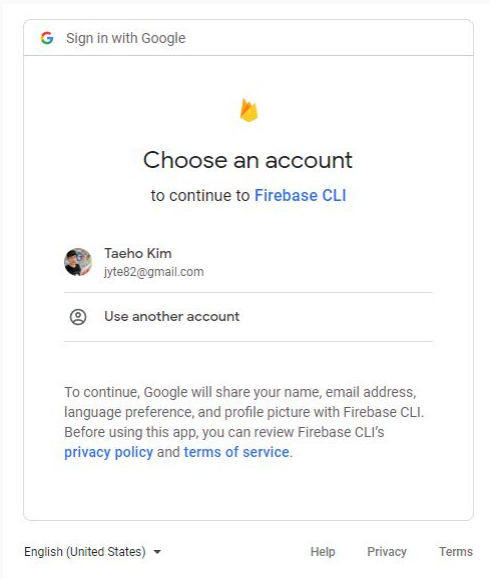 Sign in with Google
Choose an account
to continue to Firebase CLI
Taeho Kim
jyte82@gmail.com
Use another account
To continue, Google will share your name, email address,
language preference, and profile picture with Firebase CLI.
Before using this app, you can review Firebase CLI's
privacy policy and terms of service.
English (United States) Help Privacy Terms